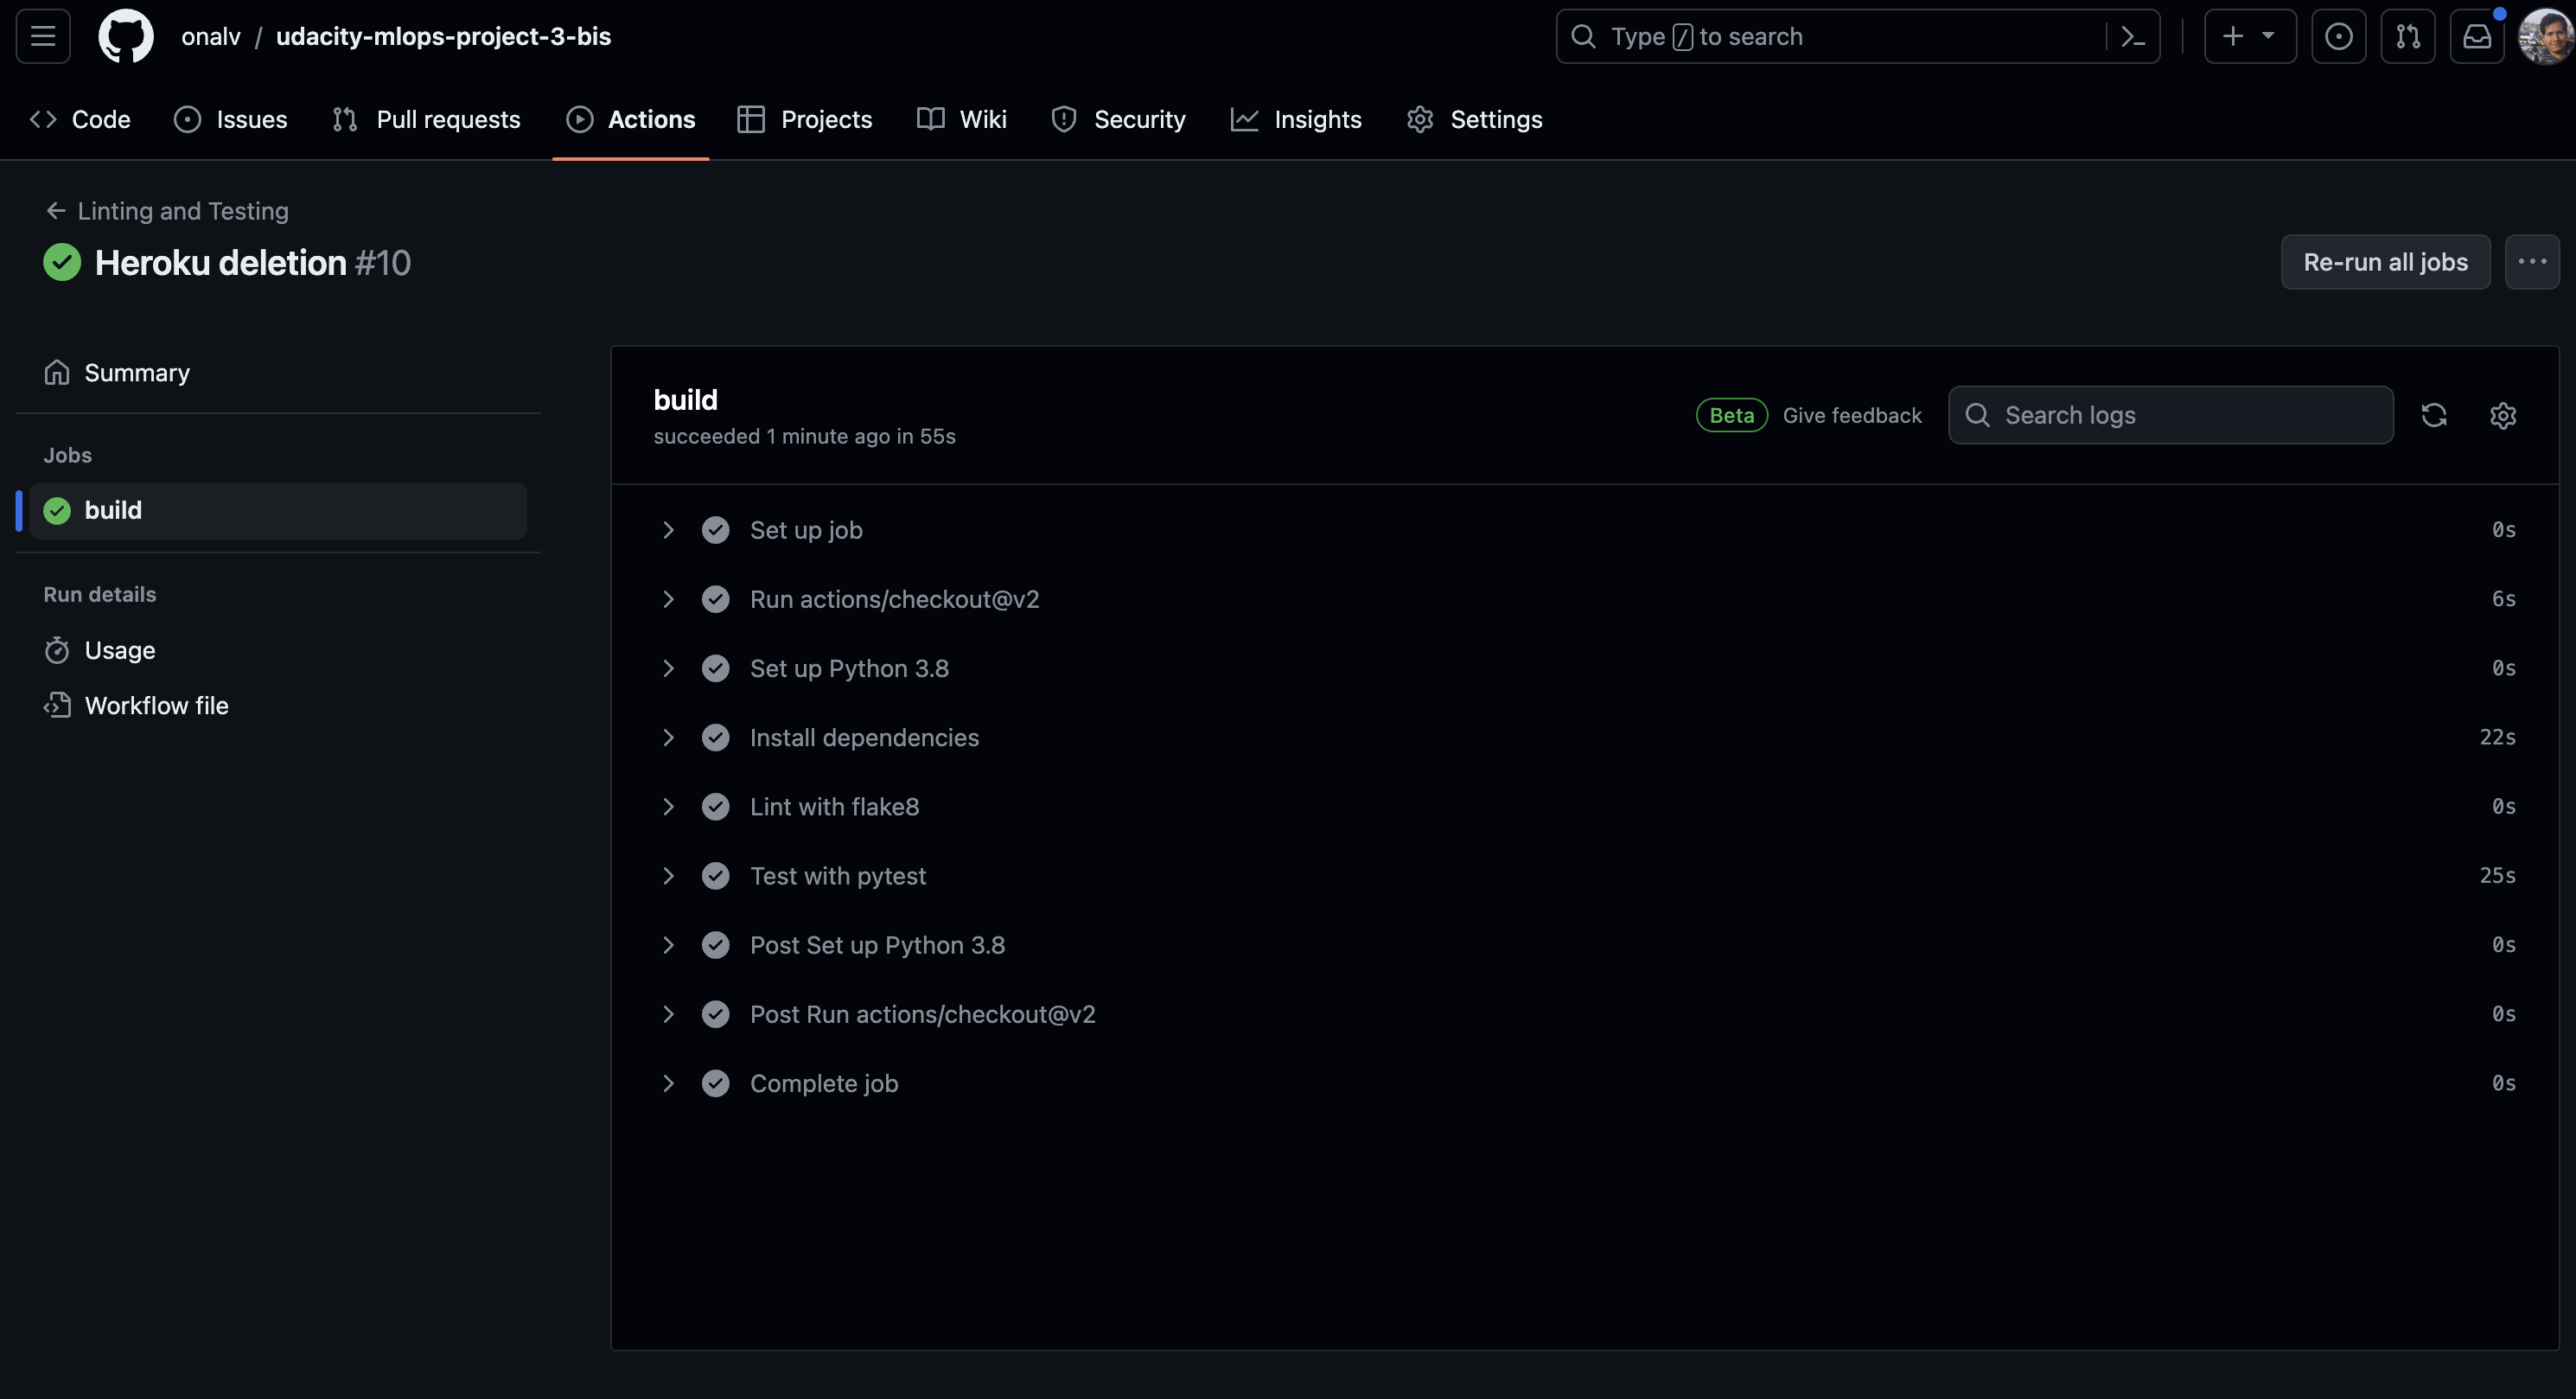 onalv / udacity-mlops-project-3-bis
Type / to search
Code Issues Pull requests Actions Projects Wiki Security Insights Settings
Linting and Testing
Heroku deletion #10
Re-run all jobs
Summary
Jobs
build
Run details
Usage
Workflow file
build
succeeded 1 minute ago in 55s
Beta Give feedback
Search logs
Set up job 0s
Run actions/checkout@v2 6s
Set up Python 3.8 0s
Install dependencies 22s
Lint with flake8 0s
Test with pytest 25s
Post Set up Python 3.8 0s
Post Run actions/checkout@v2 0s
Complete job 0s